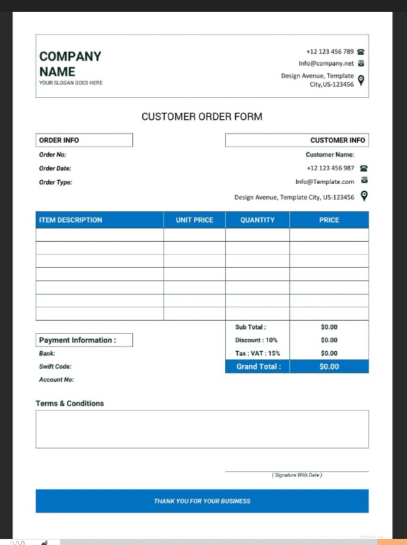 COMPANY
NAME
YOUR SLOGAN GOES HERE
+12 123 456 789
Info@company.net
Design Avenue, Template
City,US-123456
CUSTOMER ORDER FORM
ORDER INFO
Order No:
Order Date:
Order Type:
CUSTOMER INFO
Customer Name:
+12 123 456 987
Info@Template.com
Design Avenue, Template City, US-123456
ITEM DESCRIPTION UNIT PRICE QUANTITY PRICE
Sub Total : $0.00
Discount : 10% $0.00
Tax : VAT : 15% $0.00
Grand Total : $0.00
Payment Information :
Bank:
Swift Code:
Account No:
Terms & Conditions
( Signature With Date )
THANK YOU FOR YOUR BUSINESS